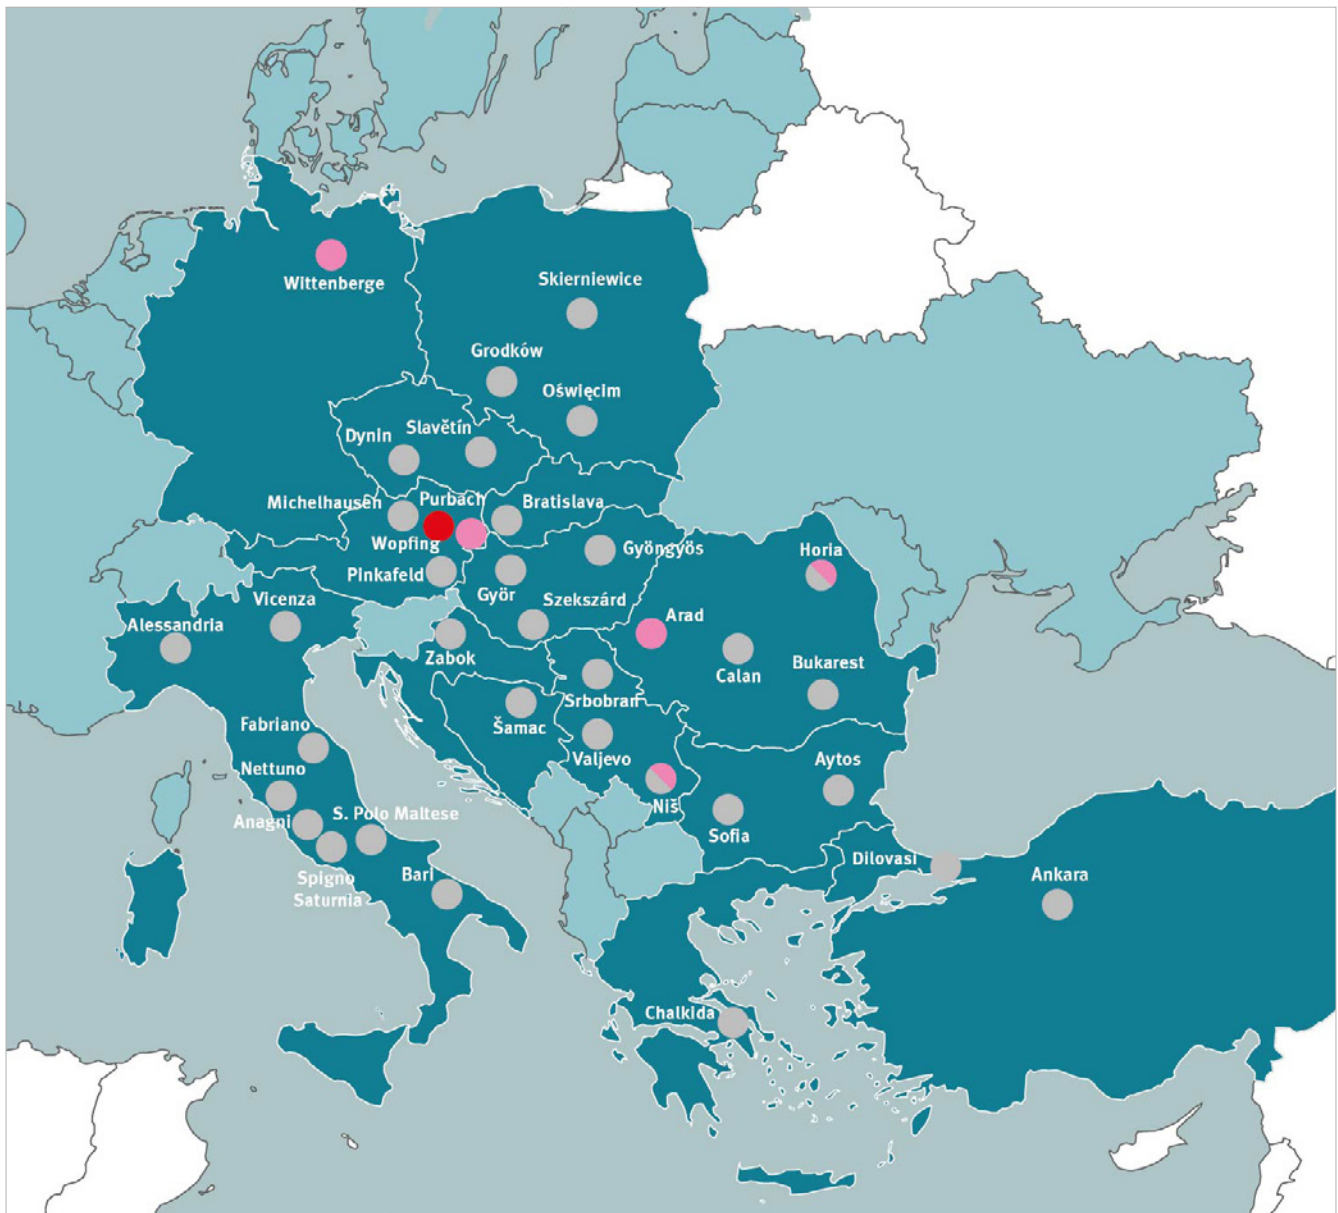 Wittenberge
Skierniewice
Grodków
Oświęcim
Dynin
Slavětín
Michelhausen
Purbach
Bratislava
Wopfing
Gyöngyös
Horia
Pinkafeld
Györ
Szekszárd
Vicenza
Alessandria
Arad
Zabok
Calan
Bukarest
Srbobran
Šamac
Fabriano
Valjevo
Aytos
Nettuno
Niš
S. Polo Maltese
Anagni
Sofia
Dilovasi
Bari
Spigno
Saturnia
Ankara
Chalkida